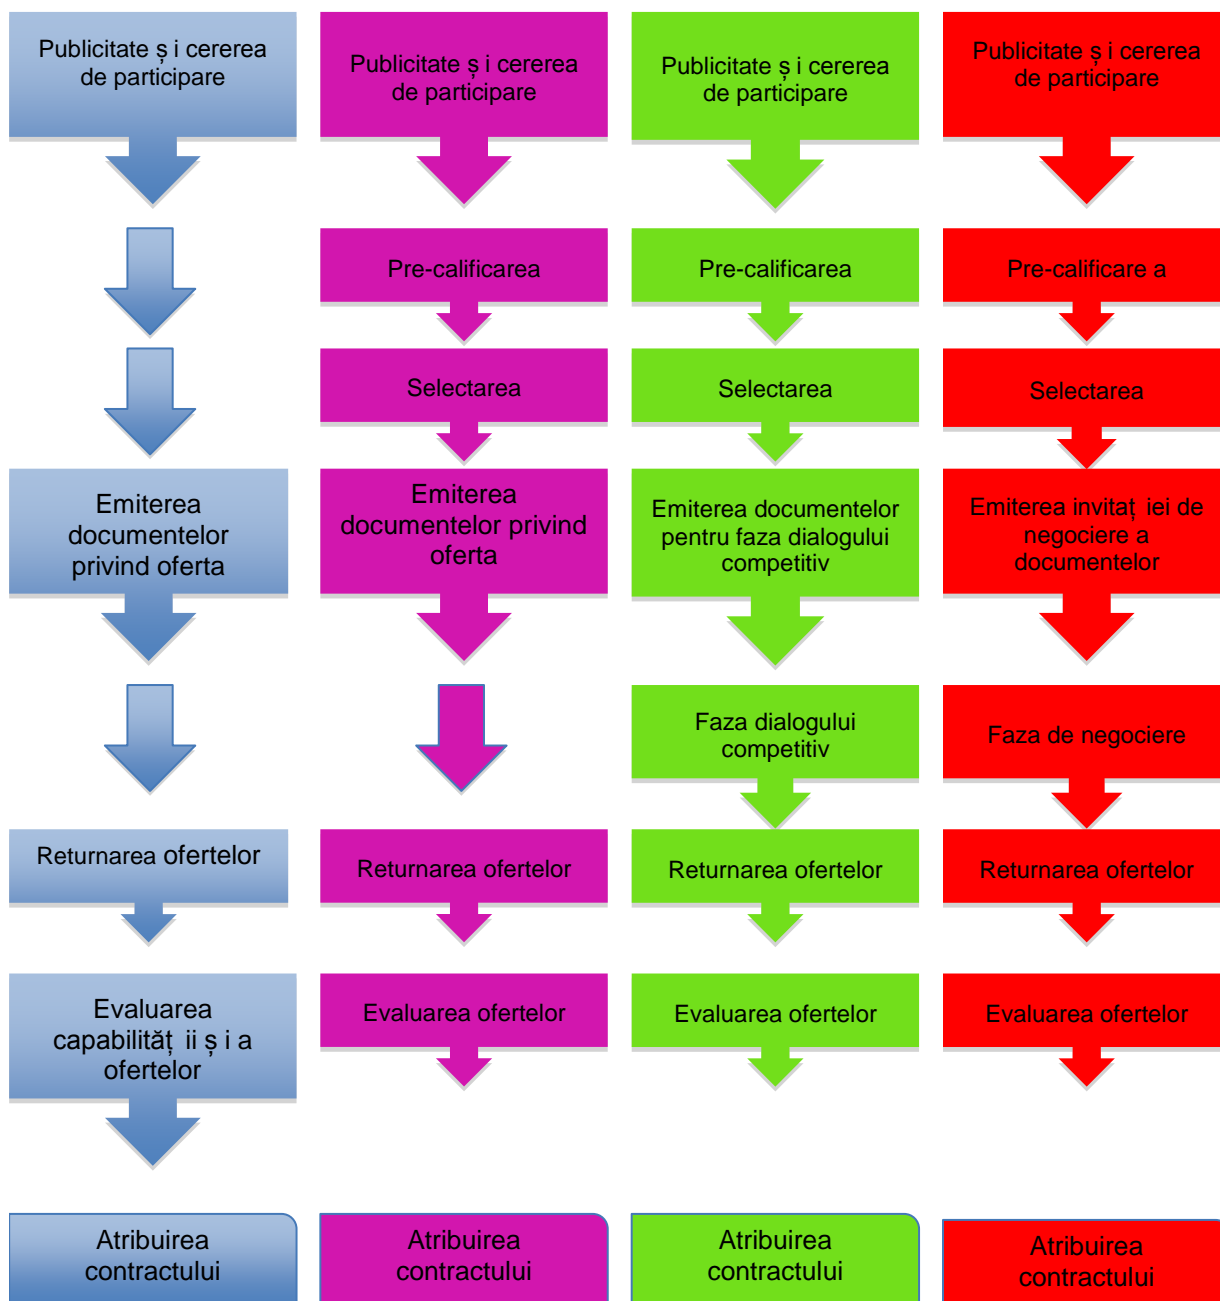 Publicitate ș i cererea
de participare
Publicitate ș i cererea
de participare
Publicitate ș i cererea
de participare
Publicitate ș i cererea
de participare
Pre-calificarea
Pre-calificarea
Pre-calificare a
Selectarea
Selectarea
Selectarea
Emiterea
documentelor
privind oferta
Emiterea
documentelor privind
oferta
Emiterea documentelor
pentru faza dialogului
competitiv
Emiterea invitaț iei de
negociere a
documentelor
Faza dialogului
competitiv
Faza de negociere
Returnarea ofertelor
Returnarea ofertelor
Returnarea ofertelor
Returnarea ofertelor
Evaluarea
capabilităț ii ș i a
ofertelor
Evaluarea ofertelor
Evaluarea ofertelor
Evaluarea ofertelor
Atribuirea
contractului
Atribuirea
contractului
Atribuirea
contractului
Atribuirea
contractului